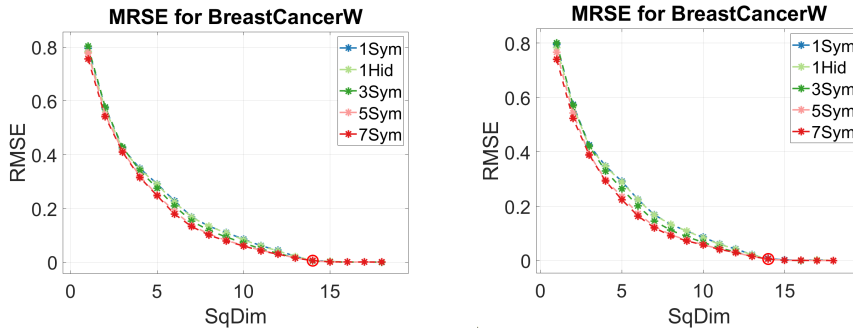 MRSE for BreastCancerW
0.8
0.6
0.4
0.2
0
RMSE
0
5
10
15
SqDim
1Sym
1Hid
3Sym
5Sym
7Sym
MRSE for BreastCancerW
0.8
0.6
0.4
0.2
0
RMSE
0
5
10
15
SqDim
1Sym
1Hid
3Sym
5Sym
7Sym